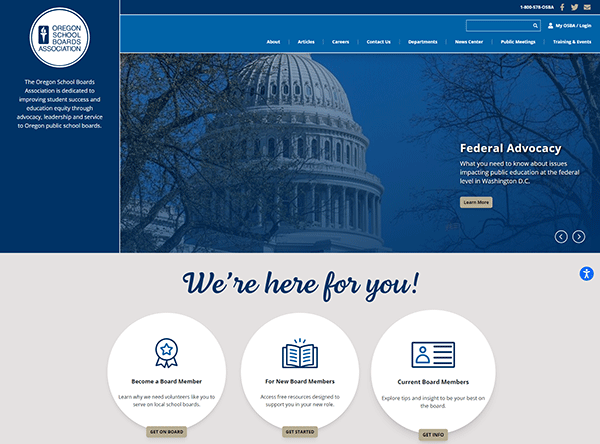 1-800-578-OSBA
OREGON
SCHOOL
BOARDS
ASSOCIATION
My OSBA / Login
About
Articles
Careers
Contact Us
Departments
News Center
Public Meetings
Training & Events
The Oregon School Boards
Association is dedicated to
improving student success and
education equity through
advocacy, leadership and service
to Oregon public school boards.
Federal Advocacy
What you need to know about issues
impacting public education at the federal
level in Washington D.C.
Learn More
We're here for you!
Become a Board Member
Learn why we need volunteers like you to
serve on local school boards.
GET ON BOARD
For New Board Members
Access free resources designed to
support you in your new role.
GET STARTED
Current Board Members
Explore tips and insight to be your best on
the board.
GET INFO